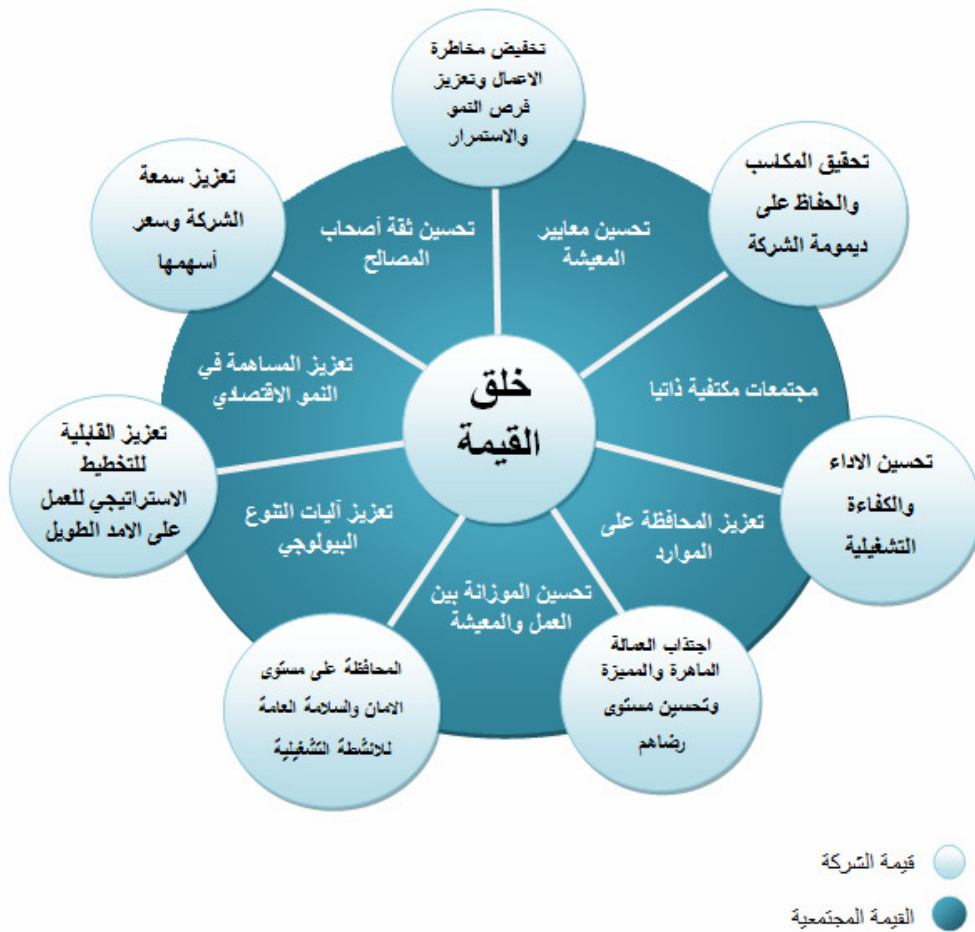 تخفيض مخاطرة
الاعمال وتعزيز
فرص النمو
والاستمرار
تحقيق المكاسب
والحفاظ على
ديمومة الشركة
تعزيز سمعة
الشركة وسعر
أسهمها
تحسين معايير
المعيشة
تحسين ثقة أصحاب
المصالح
مجتمعات مكتفية ذاتيا
تعزيز المساهمة في
النمو الاقتصادي
خلق
القيمة
تحسين الاداء
والكفاءة
التشغيلية
تعزيز القابلية
للتخطيط
الاستراتيجي للعمل
على الامد الطويل
تعزيز المحافظة على
الموارد
تعزيز آليات التنوع
البيولوجي
تحسين الموزانة بين
العمل والمعيشة
اجتذاب العمالة
الماهرة والمميزة
وتحسين مستوى
رضاهم
المحافظة على مستوى
الامان والسلامة العامة
للانشطة التشغيلية
قيمة الشركة
القيمة المجتمعية